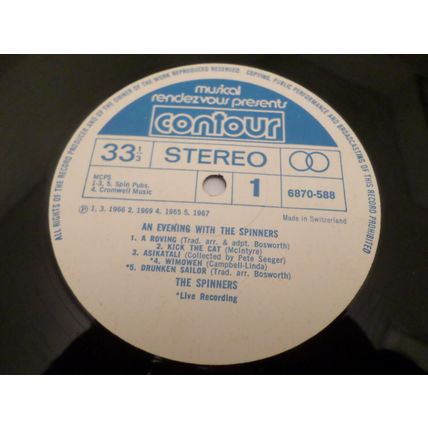 ALL RIGHTS OF THE RECORD PRODUCER AND/OR OF THE OWNER OF THE WORK REPRODUCED RESERVED. COPYING, PUBLIC PERFORMANCE AND BROADCASTING OF THIS RECORD PROHIBITED
musical
rendezvous presents
contour
33 1/3 STEREO
MCPS
1-3, 5. Spin Pubs.
4. Cromwell Music
1
6870-588
℗ 1, 3. 1966 2. 1969 4. 1965 5. 1967
Made in Switzerland
AN EVENING WITH THE SPINNERS
1. A ROVING (Trad. arr. & adpt. Bosworth)
2. KICK THE CAT (McIntyre)
3. ASIKATALI (Collected by Pete Seeger)
*4. WIMOWEH (Campbell-Linda)
*5. DRUNKEN SAILOR (Trad. arr. Bosworth)
THE SPINNERS
*Live Recording